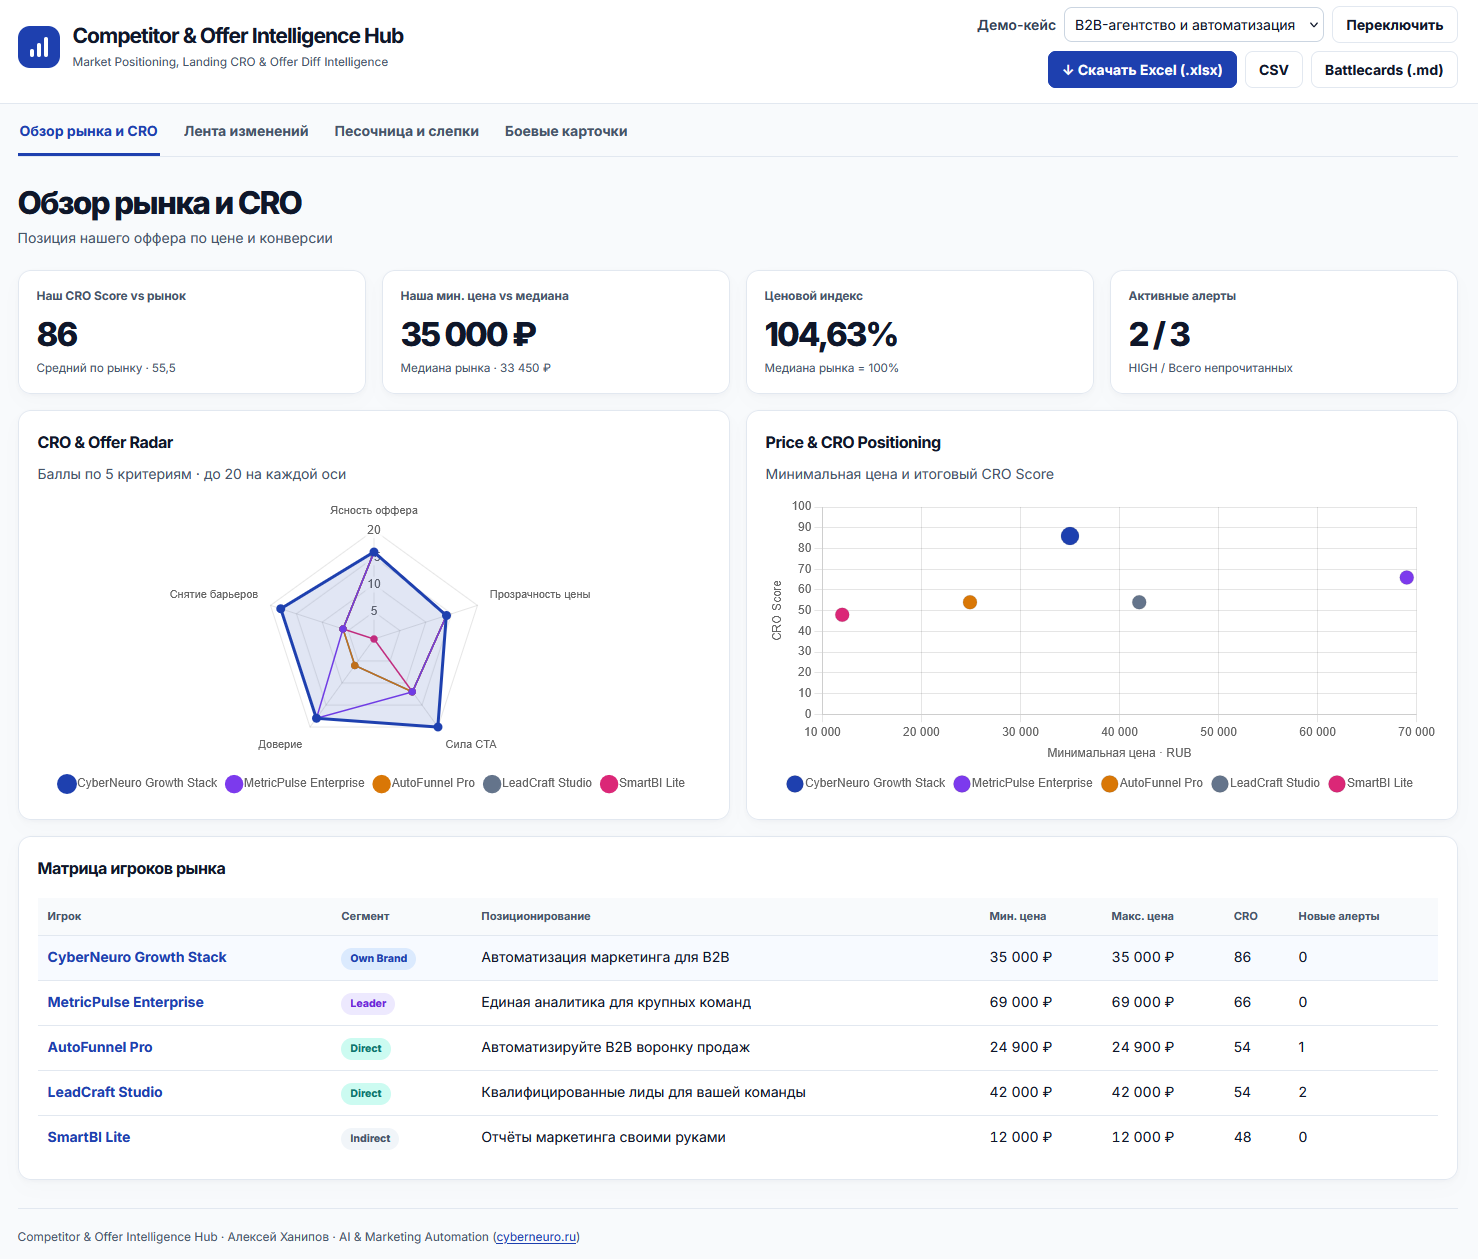 Competitor & Offer Intelligence Hub
Market Positioning, Landing CRO & Offer Diff Intelligence
Демо-кейс
B2B-агентство и автоматизация
Переключить
↓ Скачать Excel (.xlsx)
CSV
Battlecards (.md)
Обзор рынка и CRO
Лента изменений
Песочница и слепки
Боевые карточки
Обзор рынка и CRO
Позиция нашего оффера по цене и конверсии
Наш CRO Score vs рынок
86
Средний по рынку · 55,5
Наша мин. цена vs медиана
35 000 ₽
Медиана рынка · 33 450 ₽
Ценовой индекс
104,63%
Медиана рынка = 100%
Активные алерты
2 / 3
HIGH / Всего непрочитанных
CRO & Offer Radar
Баллы по 5 критериям · до 20 на каждой оси
Ясность оффера
20
10
5
Снятие барьеров
Прозрачность цены
Доверие
Сила CTA
CyberNeuro Growth Stack
MetricPulse Enterprise
AutoFunnel Pro
LeadCraft Studio
SmartBI Lite
Price & CRO Positioning
Минимальная цена и итоговый CRO Score
CRO Score
100
90
80
70
60
50
40
30
20
10
0
10 000
20 000
30 000
40 000
50 000
60 000
70 000
Минимальная цена · RUB
CyberNeuro Growth Stack
MetricPulse Enterprise
AutoFunnel Pro
LeadCraft Studio
SmartBI Lite
Матрица игроков рынка
Игрок Сегмент Позиционирование Мин. цена Макс. цена CRO Новые алерты
CyberNeuro Growth Stack Own Brand Автоматизация маркетинга для B2B 35 000 ₽ 35 000 ₽ 86 0
MetricPulse Enterprise Leader Единая аналитика для крупных команд 69 000 ₽ 69 000 ₽ 66 0
AutoFunnel Pro Direct Автоматизируйте B2B воронку продаж 24 900 ₽ 24 900 ₽ 54 1
LeadCraft Studio Direct Квалифицированные лиды для вашей команды 42 000 ₽ 42 000 ₽ 54 2
SmartBI Lite Indirect Отчёты маркетинга своими руками 12 000 ₽ 12 000 ₽ 48 0
Competitor & Offer Intelligence Hub · Алексей Ханипов · AI & Marketing Automation (cyberneuro.ru)